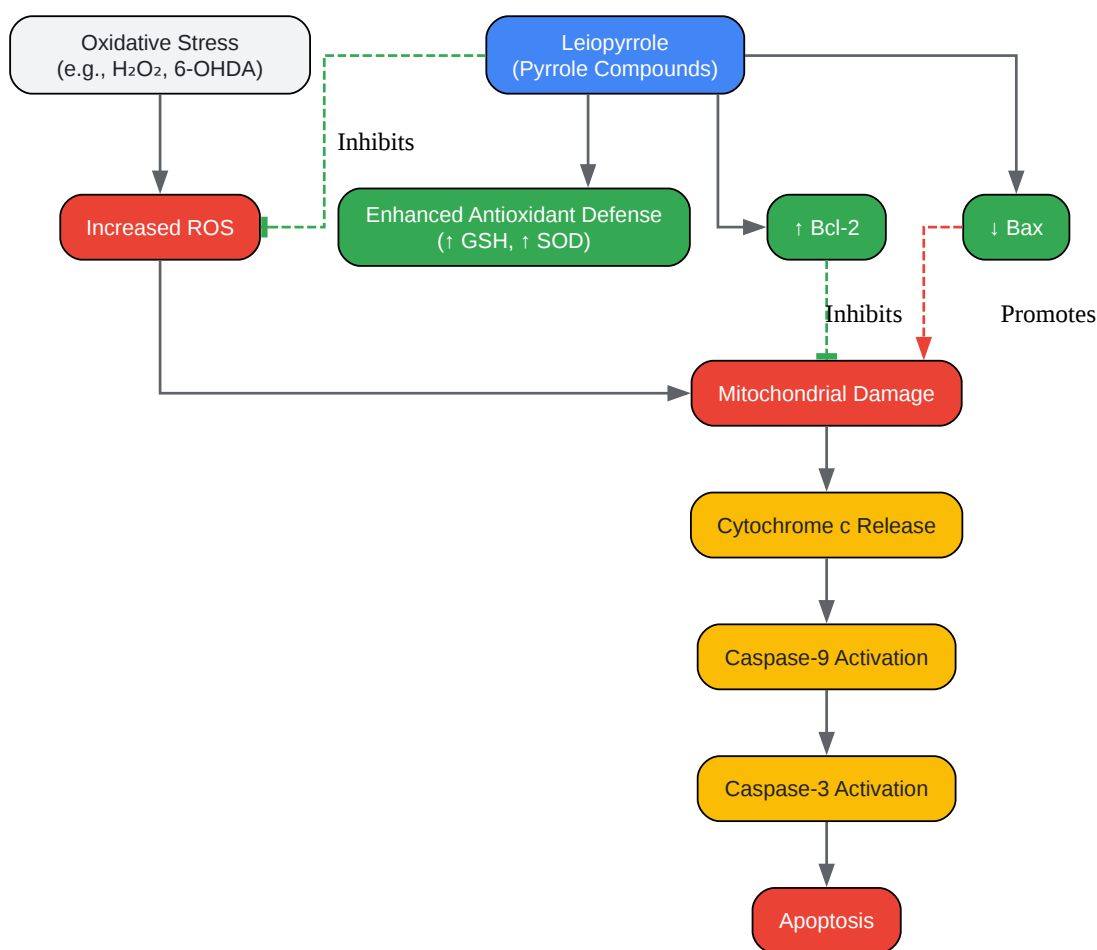 Oxidative Stress
(e.g., H₂O₂, 6-OHDA)
Leiopyrrole
(Pyrrole Compounds)
Inhibits
Increased ROS
Enhanced Antioxidant Defense
(↑ GSH, ↑ SOD)
↑ Bcl-2
↓ Bax
Inhibits
Promotes
Mitochondrial Damage
Cytochrome c Release
Caspase-9 Activation
Caspase-3 Activation
Apoptosis